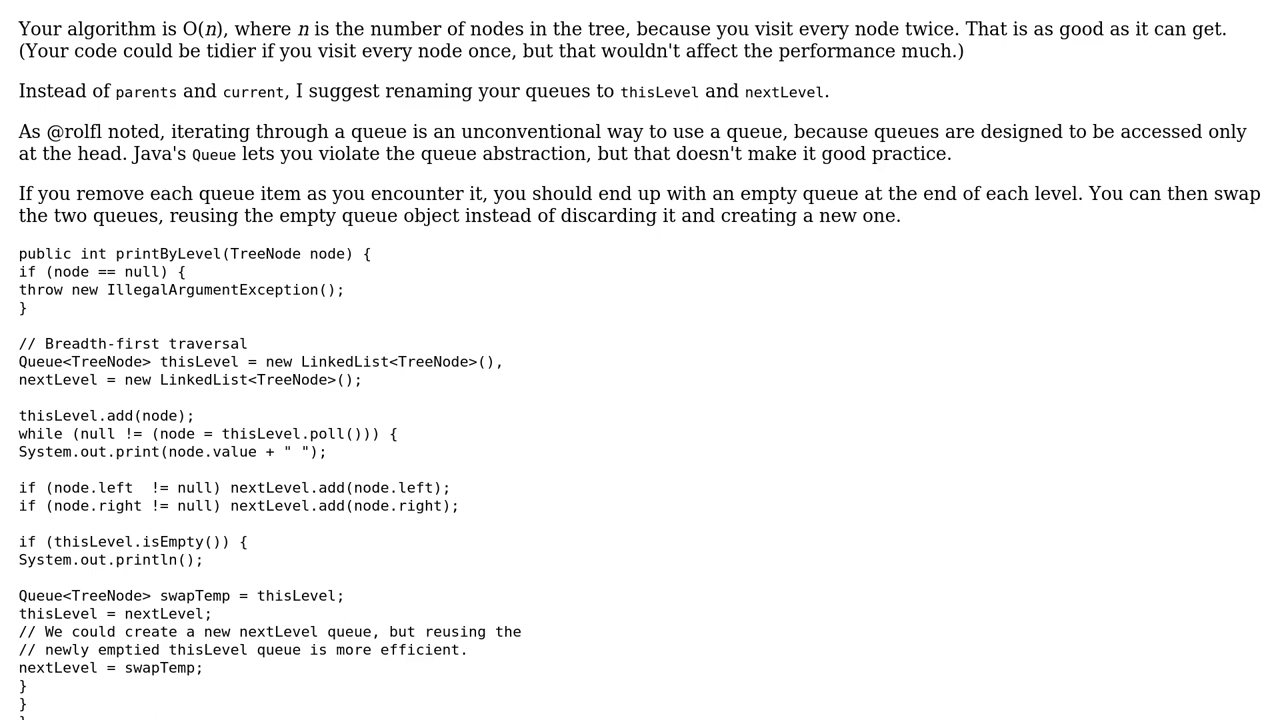 Your algorithm is O(n), where n is the number of nodes in the tree, because you visit every node twice. That is as good as it can get.
(Your code could be tidier if you visit every node once, but that wouldn't affect the performance much.)
Instead of parents and current, I suggest renaming your queues to thisLevel and nextLevel.
As @rolfl noted, iterating through a queue is an unconventional way to use a queue, because queues are designed to be accessed only
at the head. Java's Queue lets you violate the queue abstraction, but that doesn't make it good practice.
If you remove each queue item as you encounter it, you should end up with an empty queue at the end of each level. You can then swap
the two queues, reusing the empty queue object instead of discarding it and creating a new one.
public int printByLevel(TreeNode node) {
if (node == null) {
throw new IllegalArgumentException();
}
// Breadth-first traversal
Queue<TreeNode> thisLevel = new LinkedList<TreeNode>(),
nextLevel = new LinkedList<TreeNode>();
thisLevel.add(node);
while (null != (node = thisLevel.poll())) {
System.out.print(node.value + " ");
if (node.left  != null) nextLevel.add(node.left);
if (node.right != null) nextLevel.add(node.right);
if (thisLevel.isEmpty()) {
System.out.println();
Queue<TreeNode> swapTemp = thisLevel;
thisLevel = nextLevel;
// We could create a new nextLevel queue, but reusing the
// newly emptied thisLevel queue is more efficient.
nextLevel = swapTemp;
}
}
}